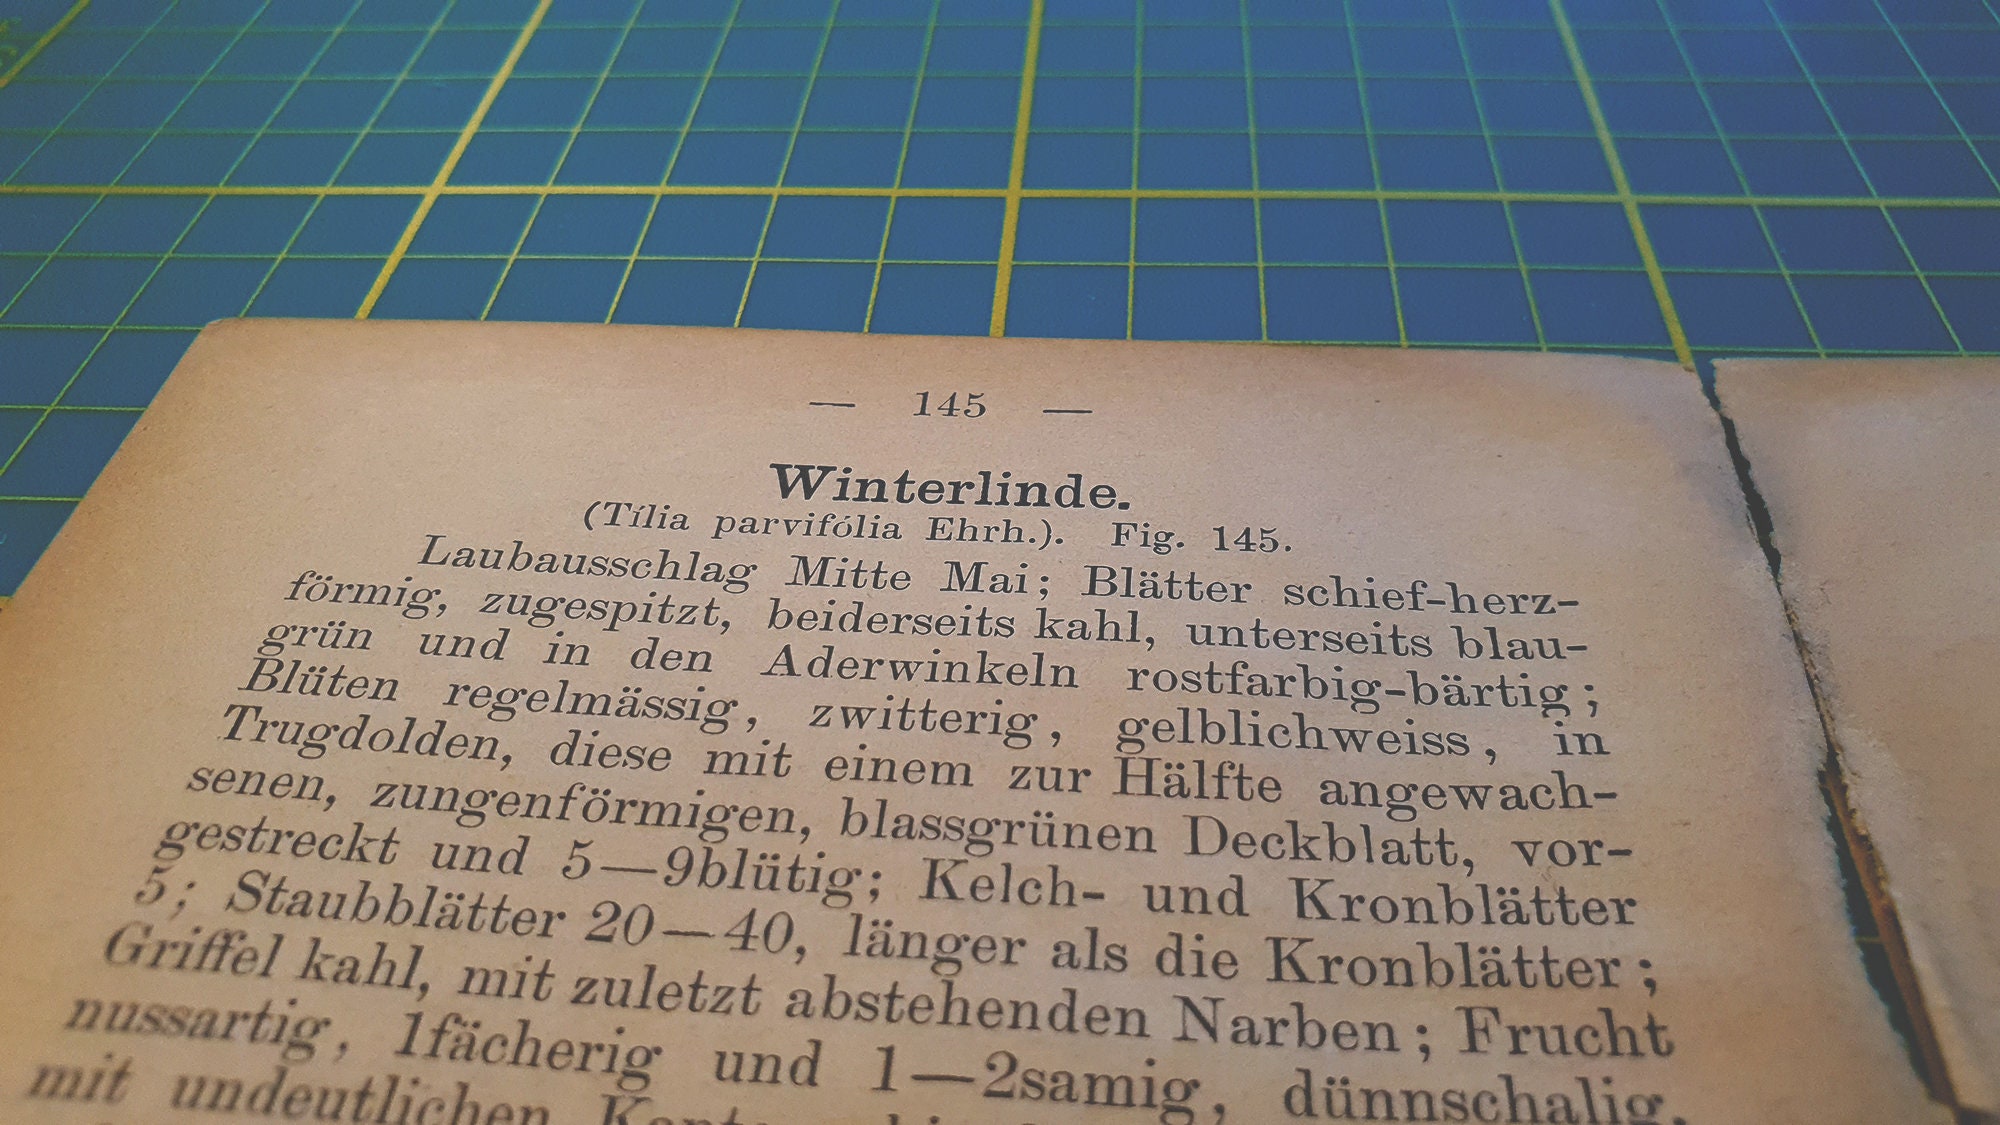 — 145 —
Winterlinde.
(Tília parvifólia Ehrh.). Fig. 145.
Laubausschlag Mitte Mai; Blätter schief-herz-
förmig, zugespitzt, beiderseits kahl, unterseits blau-
grün und in den Aderwinkeln rostfarbig-bärtig;
Blüten regelmässig, zwitterig, gelblichweiss, in
Trugdolden, diese mit einem zur Hälfte angewach-
senen, zungenförmigen, blassgrünen Deckblatt, vor-
gestreckt und 5—9blütig; Kelch- und Kronblätter
5; Staubblätter 20—40, länger als die Kronblätter;
Griffel kahl, mit zuletzt abstehenden Narben; Frucht
nussartig, 1fächerig und 1—2samig, dünnschalig,
mit undeutlichen